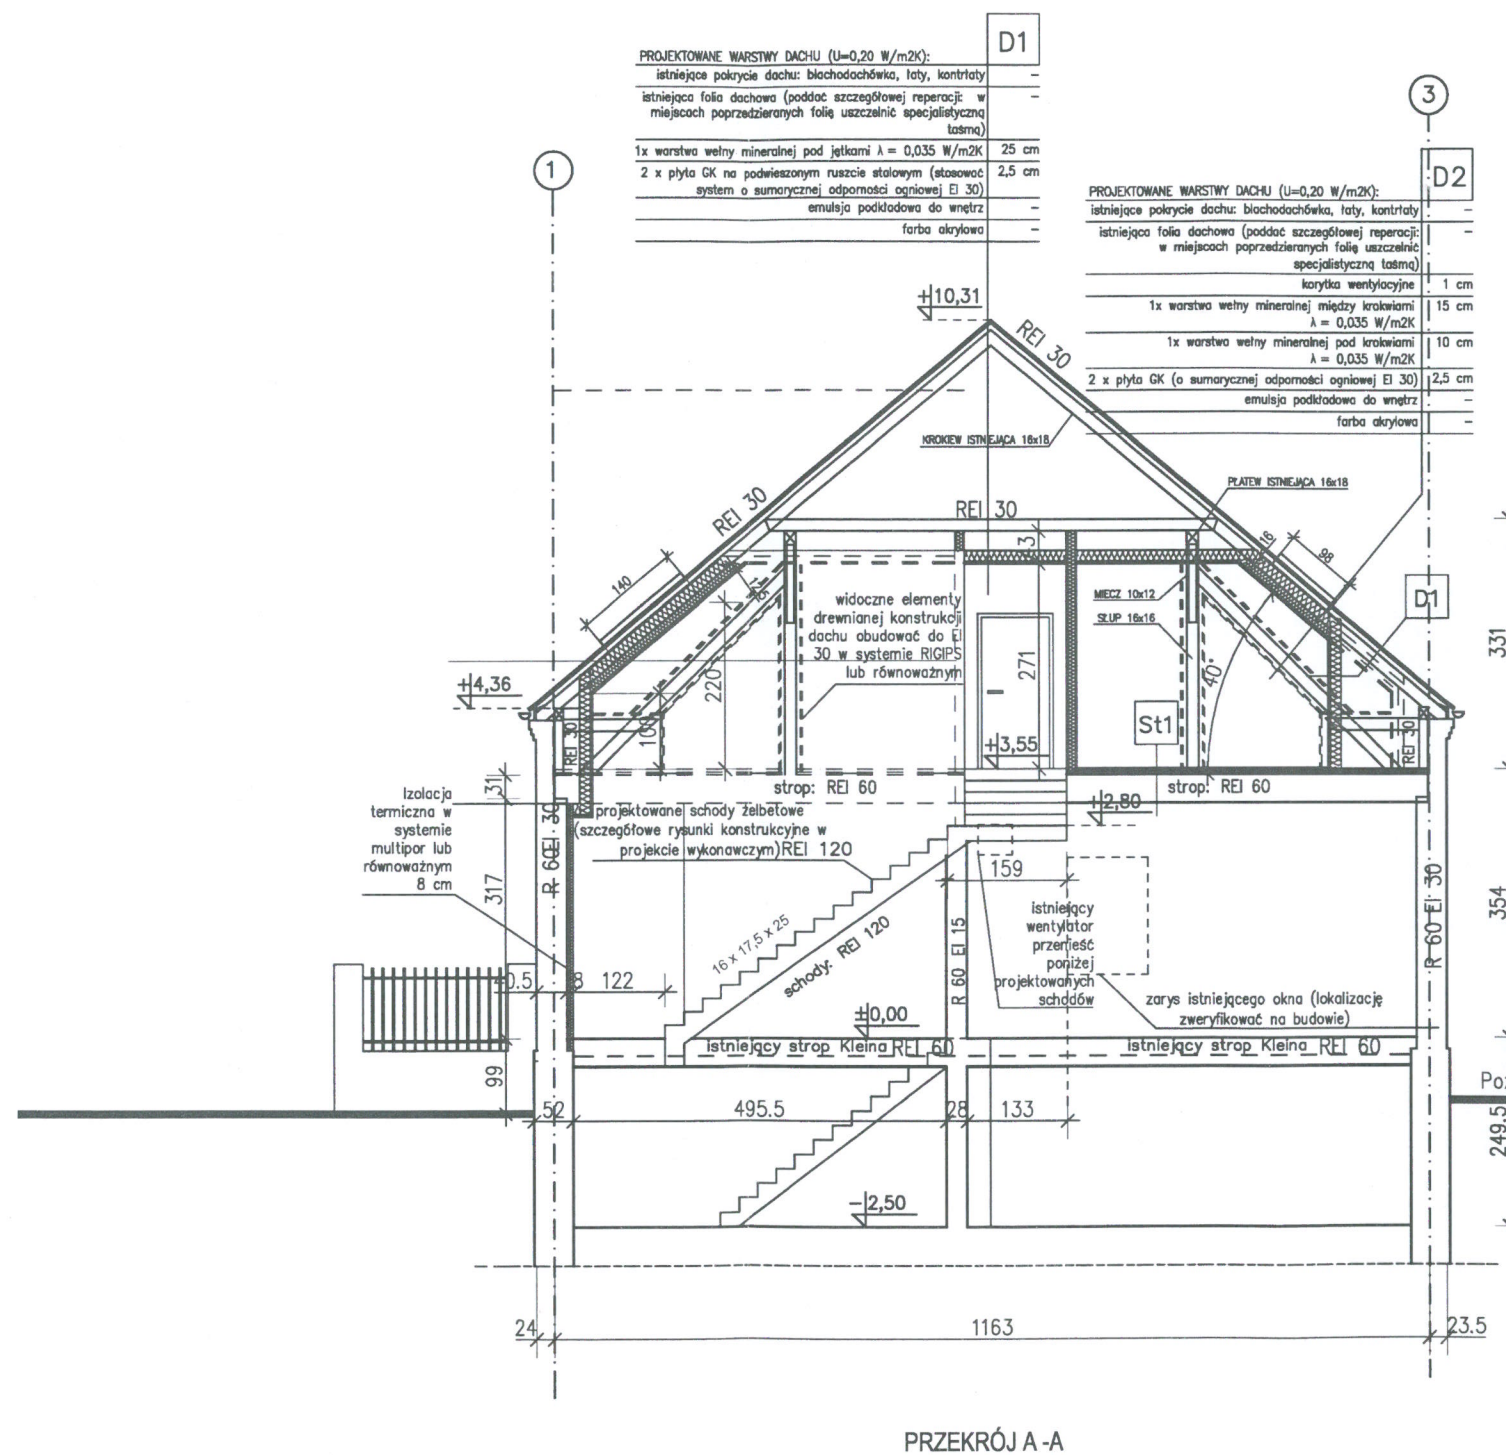 D1
PROJEKTOWANE WARSTWY DACHU (U=0,20 W/m2K):
istniejące pokrycie dachu: blachodachówka, łaty, kontrłaty –
istniejąca folia dachowa (poddać szczegółowej reperacji: w –
miejscach poprzedzieranych folię uszczelnić specjalistyczną
taśmą)
1x warstwa wełny mineralnej pod jętkami λ = 0,035 W/m2K 25 cm
2 x płyta GK na podwieszonym ruszcie stalowym (stosować 2,5 cm
system o sumarycznej odporności ogniowej EI 30)
emulsja podkładowa do wnętrz –
farba akrylowa –
3
1
D2
PROJEKTOWANE WARSTWY DACHU (U=0,20 W/m2K):
istniejące pokrycie dachu: blachodachówka, łaty, kontrłaty –
istniejąca folia dachowa (poddać szczegółowej reperacji: –
w miejscach poprzedzieranych folię uszczelnić
specjalistyczną taśmą)
korytka wentylacyjne 1 cm
1x warstwa wełny mineralnej między krokwiami 15 cm
λ = 0,035 W/m2K
1x warstwa wełny mineralnej pod krokwiami 10 cm
λ = 0,035 W/m2K
2 x płyta GK (o sumarycznej odporności ogniowej EI 30) 2,5 cm
emulsja podkładowa do wnętrz –
farba akrylowa –
+10,31
REI 30
KROKIEW ISTNIEJĄCA 16x18
PŁATEW ISTNIEJĄCA 16x18
REI 30
REI 30
16
98
140
widoczne elementy
drewnianej konstrukcji
dachu obudować do EI
30 w systemie RIGIPS
lub równoważnym
MIECZ 10x12
SŁUP 16x16
D1
331
271
40°
220
+4,36
100
REI 30
REI 30
St1
+3,55
31
strop: REI 60
strop: REI 60
+2,80
Izolacja
termiczna w
systemie
multipor lub
równoważnym
8 cm
projektowane schody żelbetowe
(szczegółowe rysunki konstrukcyjne w
projekcie wykonawczym)REI 120
R 60EI 30
317
159
354
R 60 EI 30
16 x 17,5 x 25
schody: REI 120
R 60 EI 15
istniejący
wentylator
przenieść
poniżej
projektowanych
schodów
40.5
8
122
zarys istniejącego okna (lokalizację
zweryfikować na budowie)
±0,00
istniejący strop Kleina REI 60
istniejący strop Kleina REI 60
99
52
495.5
28
133
249.5
-2,50
24
1163
23.5
PRZEKRÓJ A -A